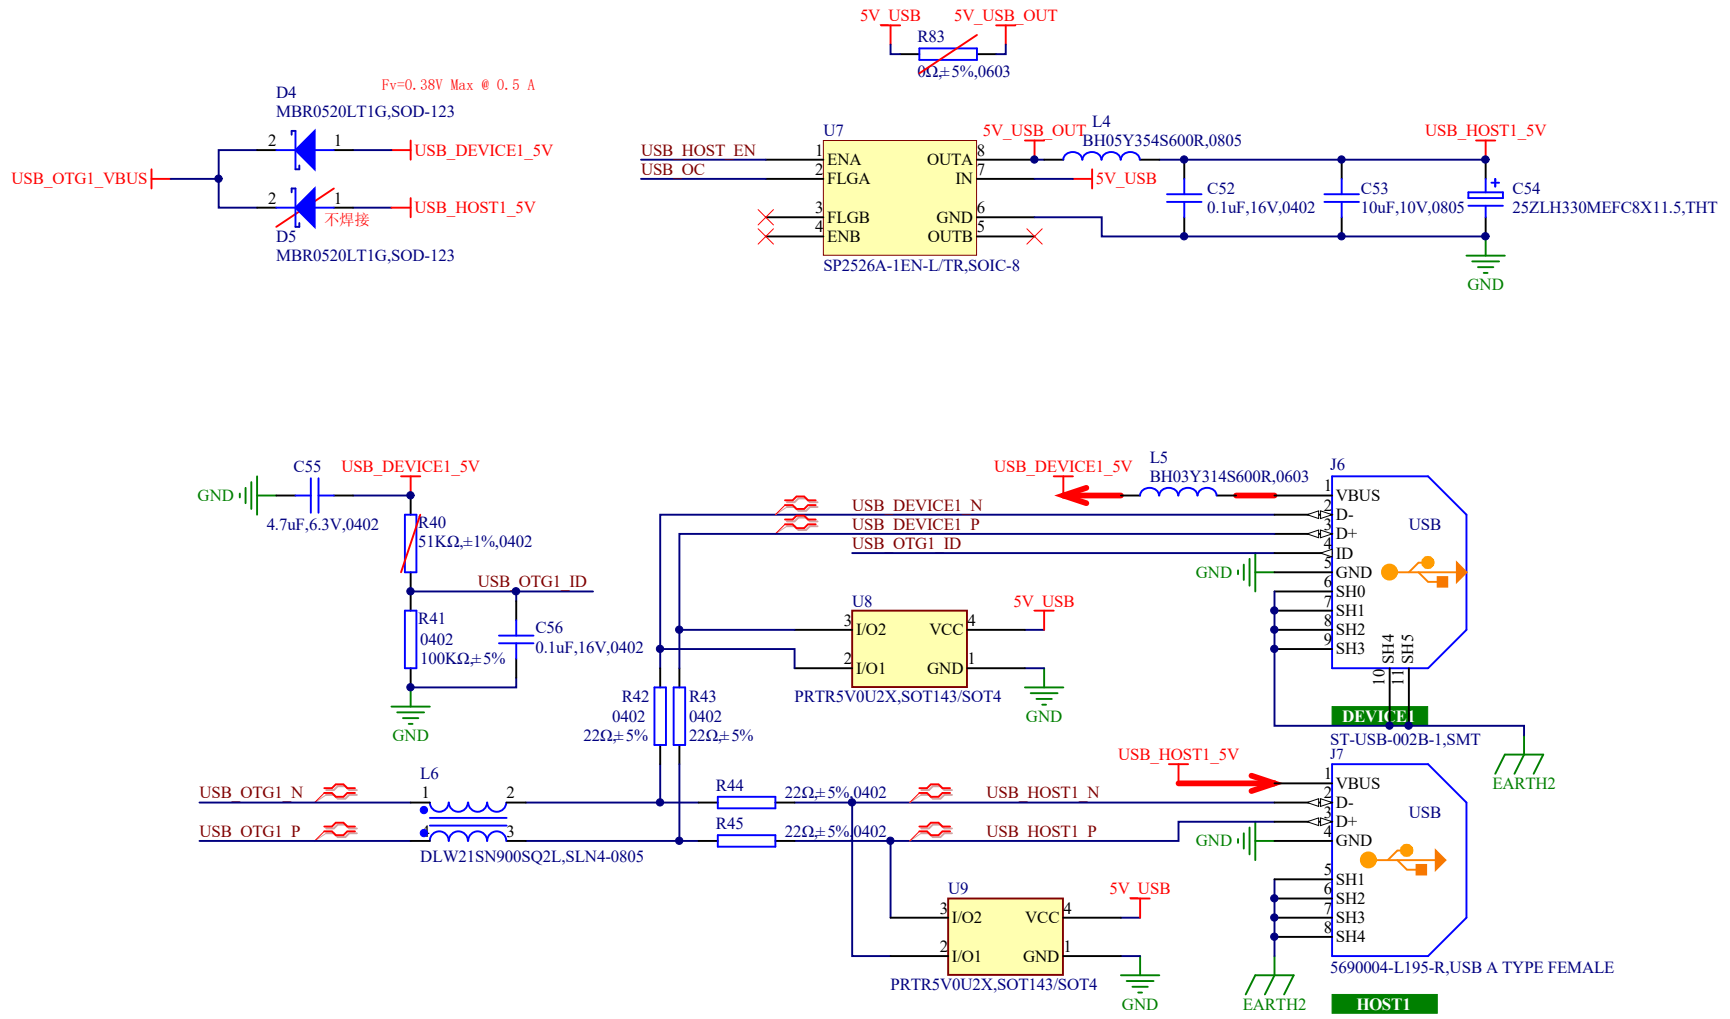 5V_USB
5V_USB_OUT
R83
0Ω,±5%,0603
Fv=0.38V Max @ 0.5 A
D4
MBR0520LT1G,SOD-123
2
1
USB_DEVICE1_5V
USB_OTG1_VBUS
2
1
USB_HOST1_5V
不焊接
D5
MBR0520LT1G,SOD-123
U7
USB_HOST_EN
1
ENA
USB_OC
2
FLGA
3
FLGB
4
ENB
OUTA
8
IN
7
GND
6
OUTB
5
SP2526A-1EN-L/TR,SOIC-8
5V_USB_OUT
L4
BH05Y354S600R,0805
5V_USB
USB_HOST1_5V
C52
0.1uF,16V,0402
C53
10uF,10V,0805
+
C54
25ZLH330MEFC8X11.5,THT
GND
C55
USB_DEVICE1_5V
GND
4.7uF,6.3V,0402
R40
51KΩ,±1%,0402
USB_OTG1_ID
R41
0402
100KΩ,±5%
C56
0.1uF,16V,0402
GND
USB_DEVICE1_5V
L5
BH03Y314S600R,0603
USB_DEVICE1_N
USB_DEVICE1_P
USB_OTG1_ID
GND
J6
1
VBUS
2
D-
3
D+
4
ID
5
GND
6
SH0
7
SH1
8
SH2
9
SH3
10
SH4
11
SH5
USB
DEVICE1
ST-USB-002B-1,SMT
EARTH2
U8
3
I/O2
2
I/O1
VCC
4
GND
1
5V_USB
GND
PRTR5V0U2X,SOT143/SOT4
R42
0402
22Ω,±5%
R43
0402
22Ω,±5%
L6
USB_OTG1_N
1
2
USB_OTG1_P
4
3
DLW21SN900SQ2L,SLN4-0805
R44
22Ω,±5%,0402
R45
22Ω,±5%,0402
USB_HOST1_N
USB_HOST1_P
USB_HOST1_5V
GND
J7
1
VBUS
2
D-
3
D+
4
GND
5
SH1
6
SH2
7
SH3
8
SH4
USB
5690004-L195-R,USB A TYPE FEMALE
HOST1
EARTH2
U9
3
I/O2
2
I/O1
VCC
4
GND
1
5V_USB
GND
PRTR5V0U2X,SOT143/SOT4